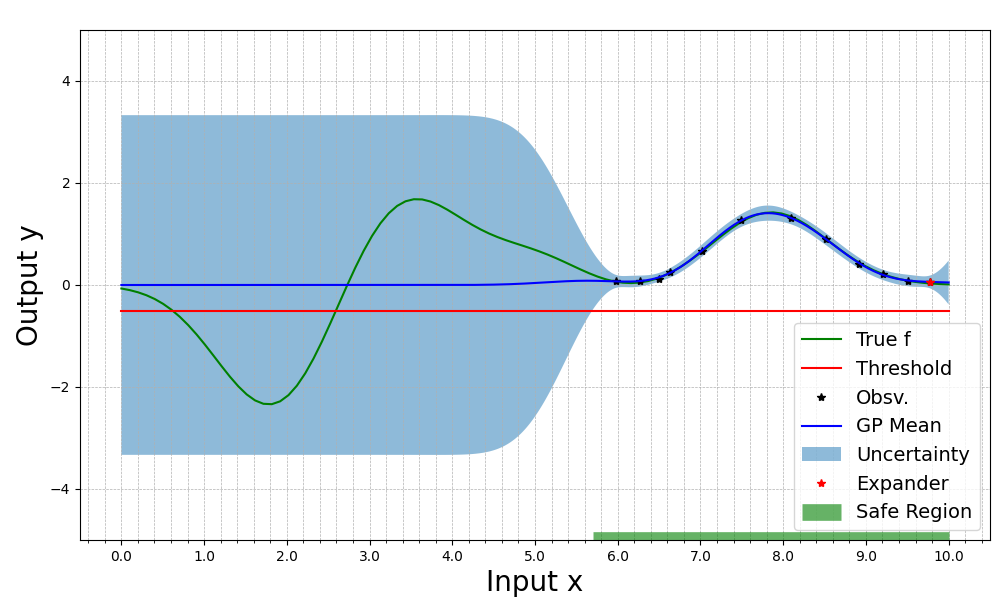 4
2
0
−2
−4
Output y
True f
Threshold
Obsv.
GP Mean
Uncertainty
Expander
Safe Region
0.0 1.0 2.0 3.0 4.0 5.0 6.0 7.0 8.0 9.0 10.0
Input x